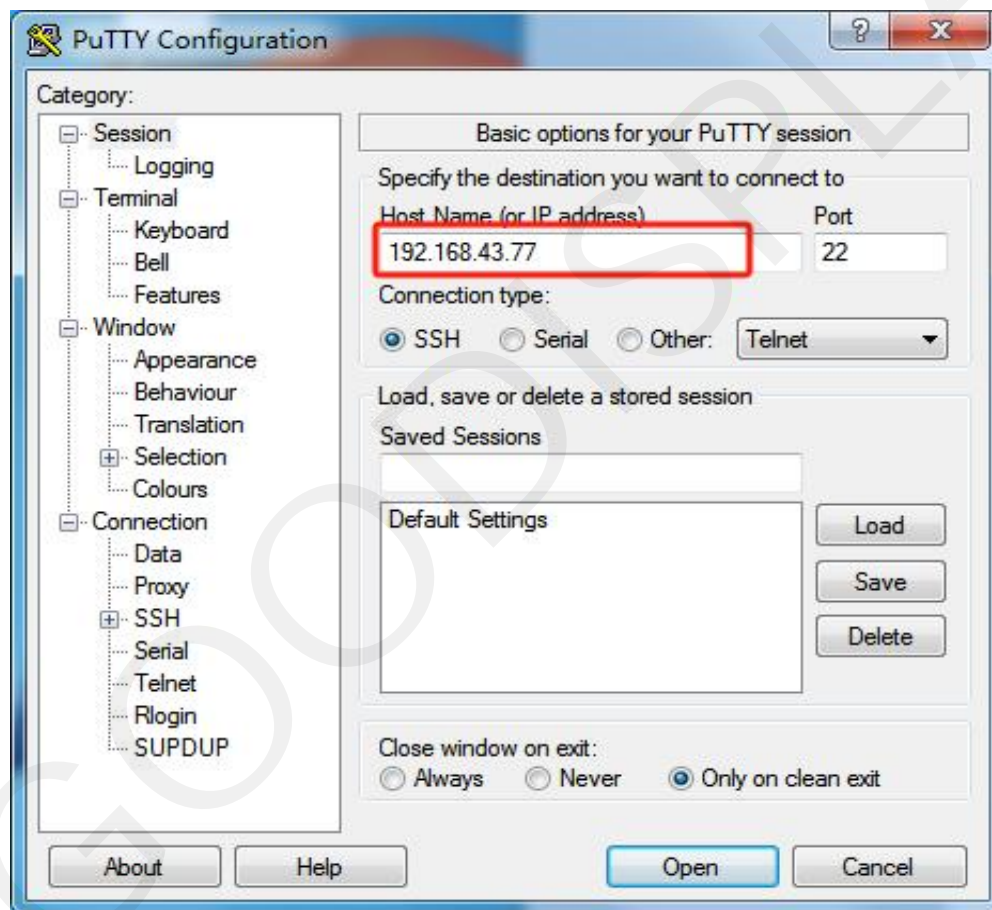 PuTTY Configuration
Category:
Session
Logging
Terminal
Keyboard
Bell
Features
Window
Appearance
Behaviour
Translation
Selection
Colours
Connection
Data
Proxy
SSH
Serial
Telnet
Rlogin
SUPDUP
Basic options for your PuTTY session
Specify the destination you want to connect to
Host Name (or IP address) Port
192.168.43.77 22
Connection type:
SSH Serial Other: Telnet
Load, save or delete a stored session
Saved Sessions
Default Settings
Load
Save
Delete
Close window on exit:
Always Never Only on clean exit
About Help Open Cancel
GOODISPLA